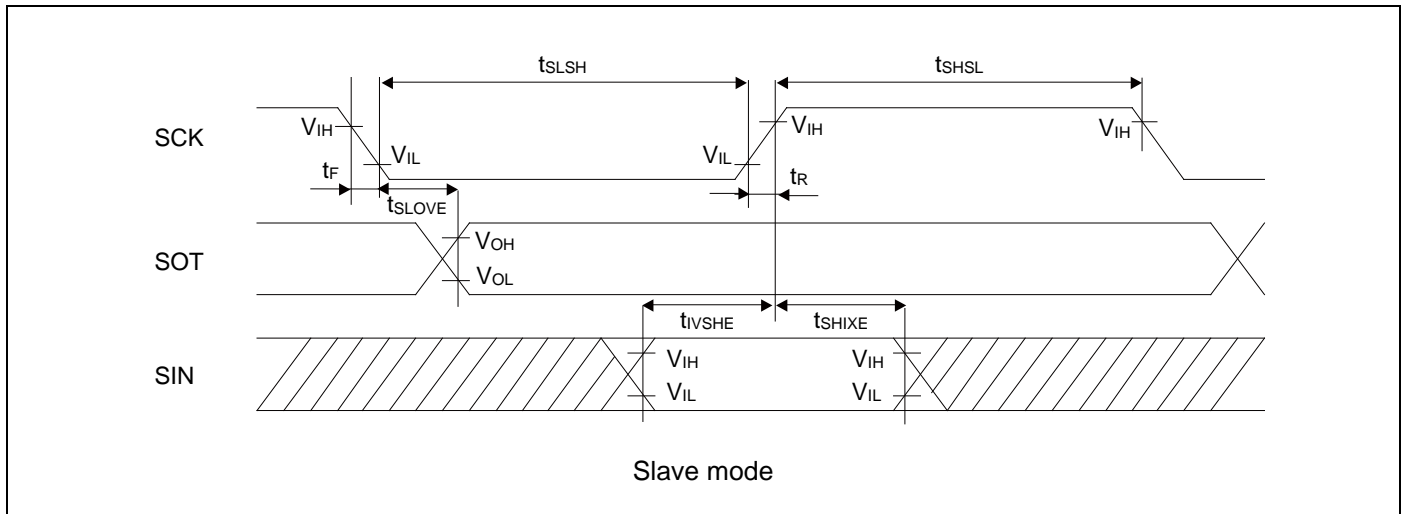 tSLSH
tSHSL
SCK
VIH
VIH
VIH
VIL
VIL
tF
tR
tSLOVE
SOT
VOH
VOL
tIVSHE
tSHIXE
SIN
VIH
VIH
VIL
VIL
Slave mode